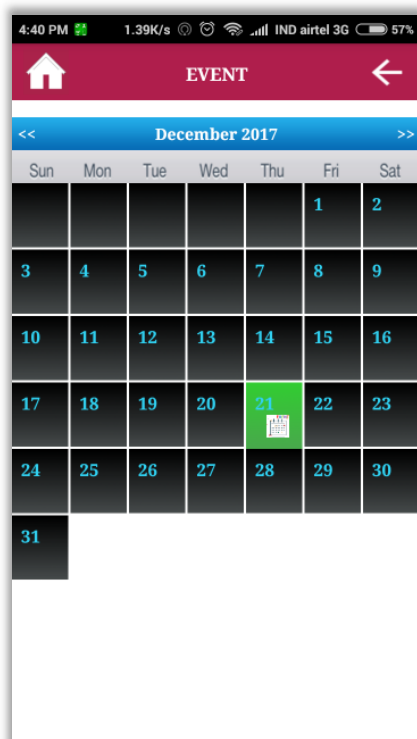 4:40 PM 1.39K/s IND airtel 3G 57%
EVENT
<< December 2017 >>
Sun Mon Tue Wed Thu Fri Sat
1 2
3 4 5 6 7 8 9
10 11 12 13 14 15 16
17 18 19 20 21 22 23
24 25 26 27 28 29 30
31